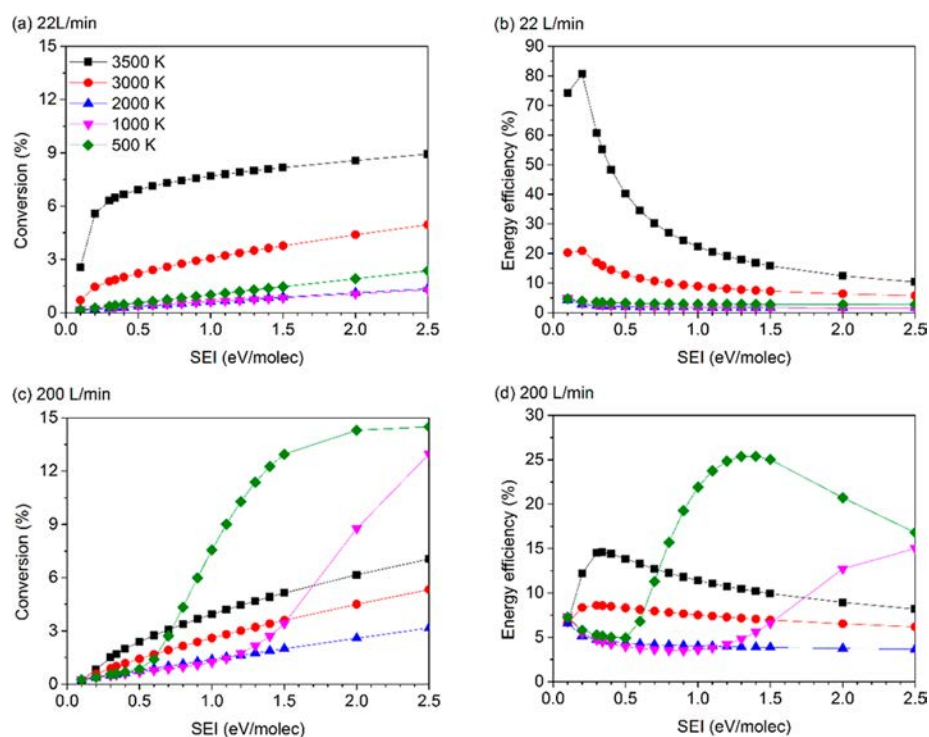 (a) 22L/min
15
12
9
6
3
0
Conversion (%)
3500 K
3000 K
2000 K
1000 K
500 K
0.0 0.5 1.0 1.5 2.0 2.5
SEI (eV/molec)
(b) 22 L/min
90
80
70
60
50
40
30
20
10
0
Energy efficiency (%)
0.0 0.5 1.0 1.5 2.0 2.5
SEI (eV/molec)
(c) 200 L/min
15
12
9
6
3
0
Conversion (%)
0.0 0.5 1.0 1.5 2.0 2.5
SEI (eV/molec)
(d) 200 L/min
30
25
20
15
10
5
0
Energy efficiency (%)
0.0 0.5 1.0 1.5 2.0 2.5
SEI (eV/molec)